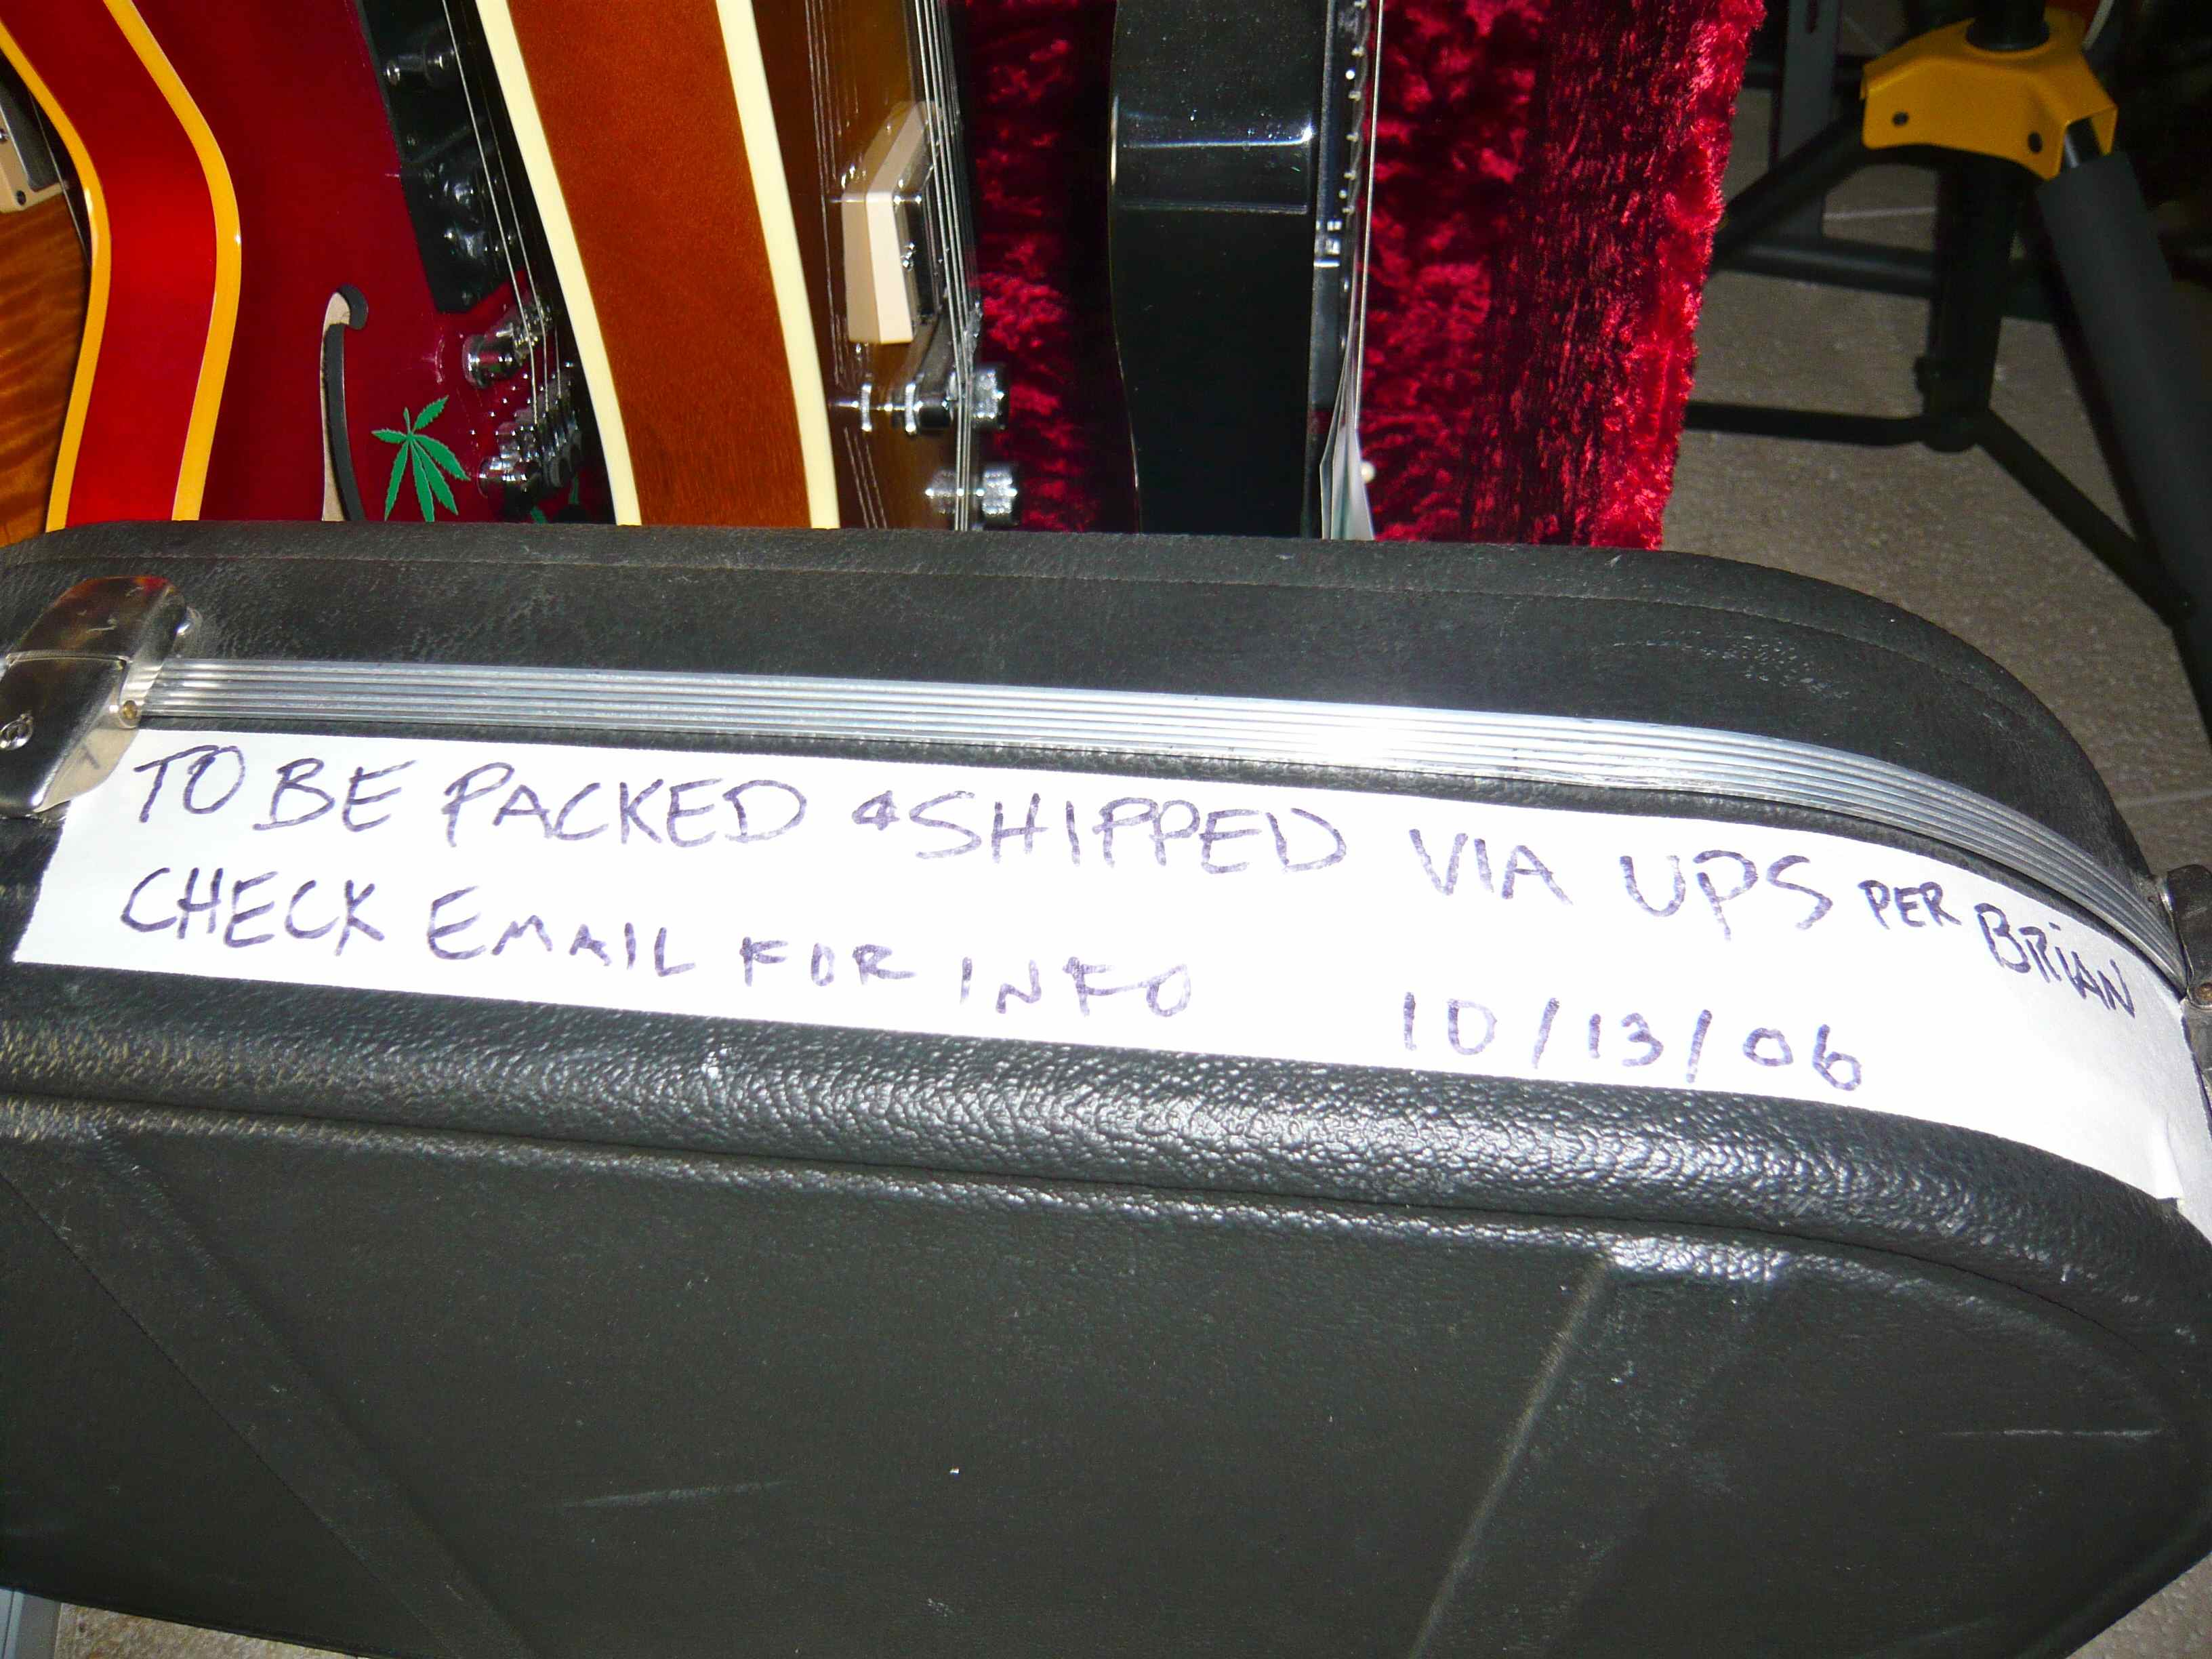 TO BE PACKED & SHIPPED VIA UPS PER BRIAN
CHECK EMAIL FOR INFO 10/13/06